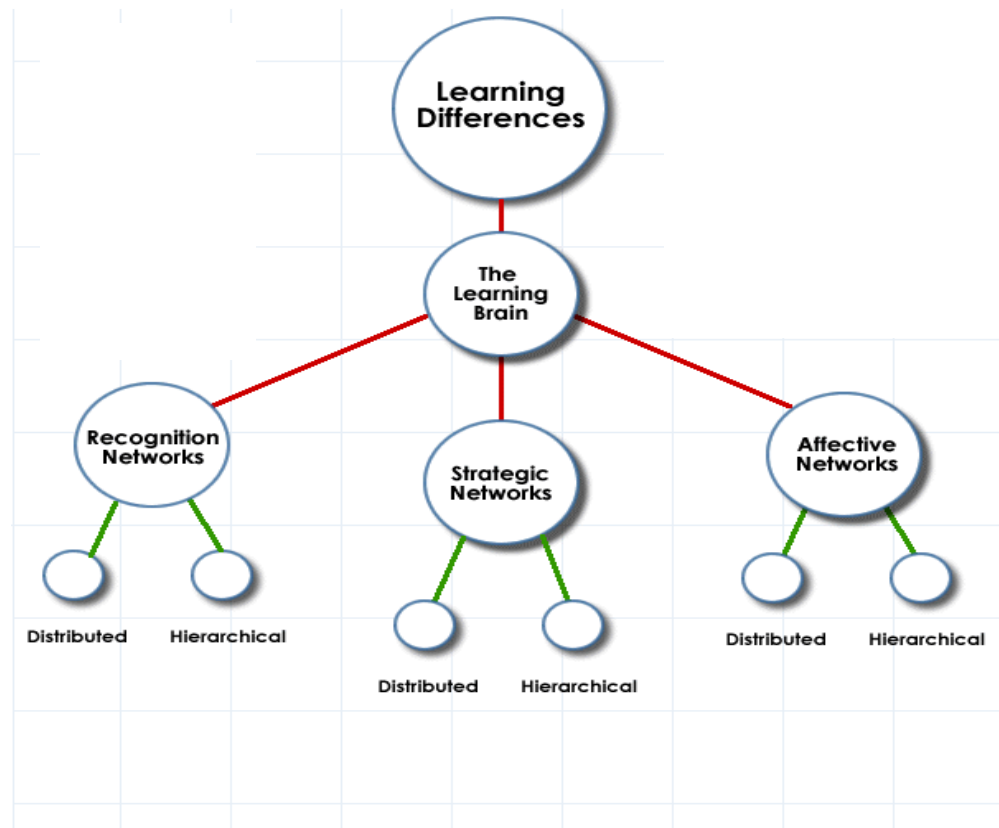 Learning
Differences
The
Learning
Brain
Recognition
Networks
Strategic
Networks
Affective
Networks
Distributed
Hierarchical
Distributed
Hierarchical
Distributed
Hierarchical